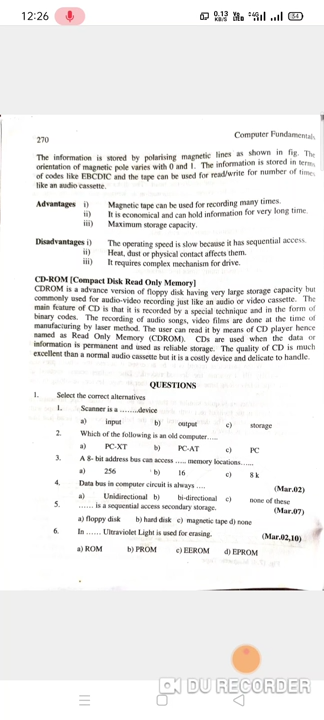 12:26
0.13 KB/S Vo LTE 4G 34
270
Computer Fundamentals
The information is stored by polarising magnetic lines as shown in fig. The
orientation of magnetic pole varies with 0 and 1. The information is stored in terms
of codes like EBCDIC and the tape can be used for read/write for number of times
like an audio cassette.
Advantages i) Magnetic tape can be used for recording many times.
ii) It is economical and can hold information for very long time.
iii) Maximum storage capacity.
Disadvantages i) The operating speed is slow because it has sequential access.
ii) Heat, dust or physical contact affects them.
iii) It requires complex mechanism for drive.
CD-ROM [Compact Disk Read Only Memory]
CDROM is a advance version of floppy disk having very large storage capacity but
commonly used for audio-video recording just like an audio or video cassette. The
main feature of CD is that it is recorded by a special technique and in the form of
binary codes. The recording of audio songs, video films are done at the time of
manufacturing by laser method. The user can read it by means of CD player hence
named as Read Only Memory (CDROM). CDs are used when the data or
information is permanent and used as reliable storage. The quality of CD is much
excellent than a normal audio cassette but it is a costly device and delicate to handle.
QUESTIONS
1. Select the correct alternatives
1. Scanner is a ........device
a) input b) output c) storage
2. Which of the following is an old computer....
a) PC-XT b) PC-AT c) PC
3. A 8- bit address bus can access ..... memory locations......
a) 256 b) 16 c) 8 k
4. Data bus in computer circuit is always .... (Mar.02)
a) Unidirectional b) bi-directional c) none of these
5. ...... is a sequential access secondary storage. (Mar.07)
a) floppy disk b) hard disk c) magnetic tape d) none
6. In ...... Ultraviolet Light is used for erasing. (Mar.02,10)
a) ROM b) PROM c) EEROM d) EPROM
DU RECORDER